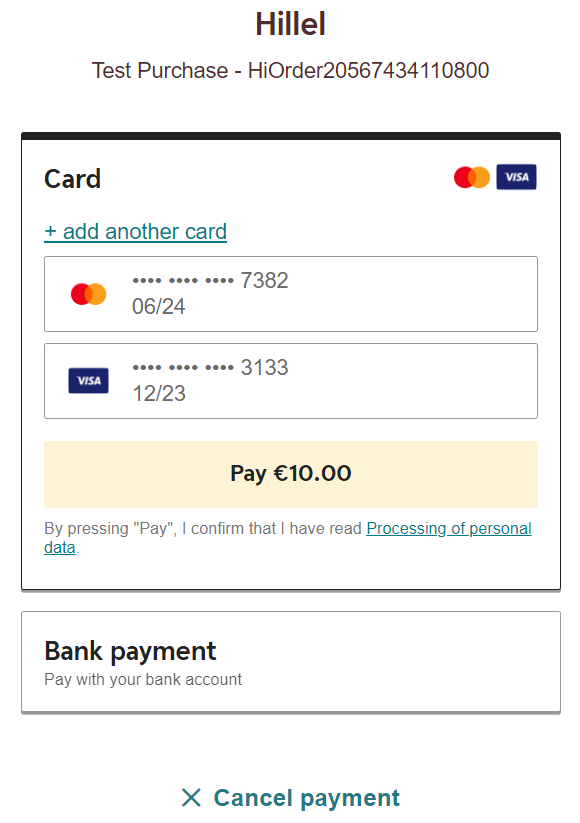 Hillel
Test Purchase - HiOrder20567434110800
Card
VISA
+ add another card
•••• •••• •••• 7382
06/24
VISA
•••• •••• •••• 3133
12/23
Pay €10.00
By pressing "Pay", I confirm that I have read Processing of personal
data.
Bank payment
Pay with your bank account
Cancel payment